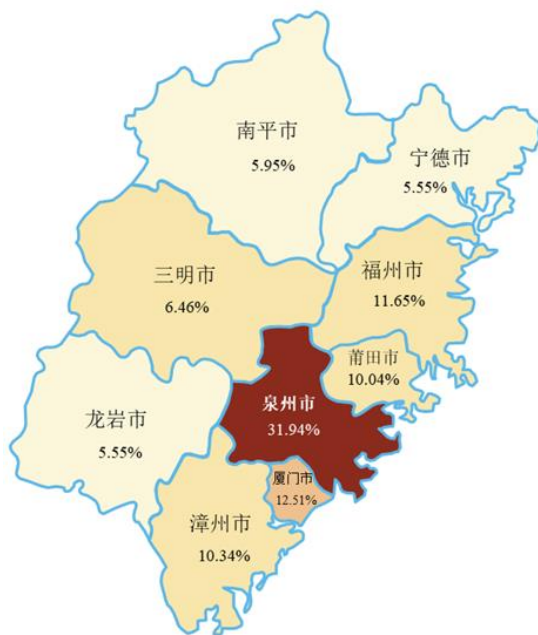 南平市
5.95%
宁德市
5.55%
三明市
6.46%
福州市
11.65%
莆田市
10.04%
泉州市
31.94%
龙岩市
5.55%
厦门市
12.51%
漳州市
10.34%